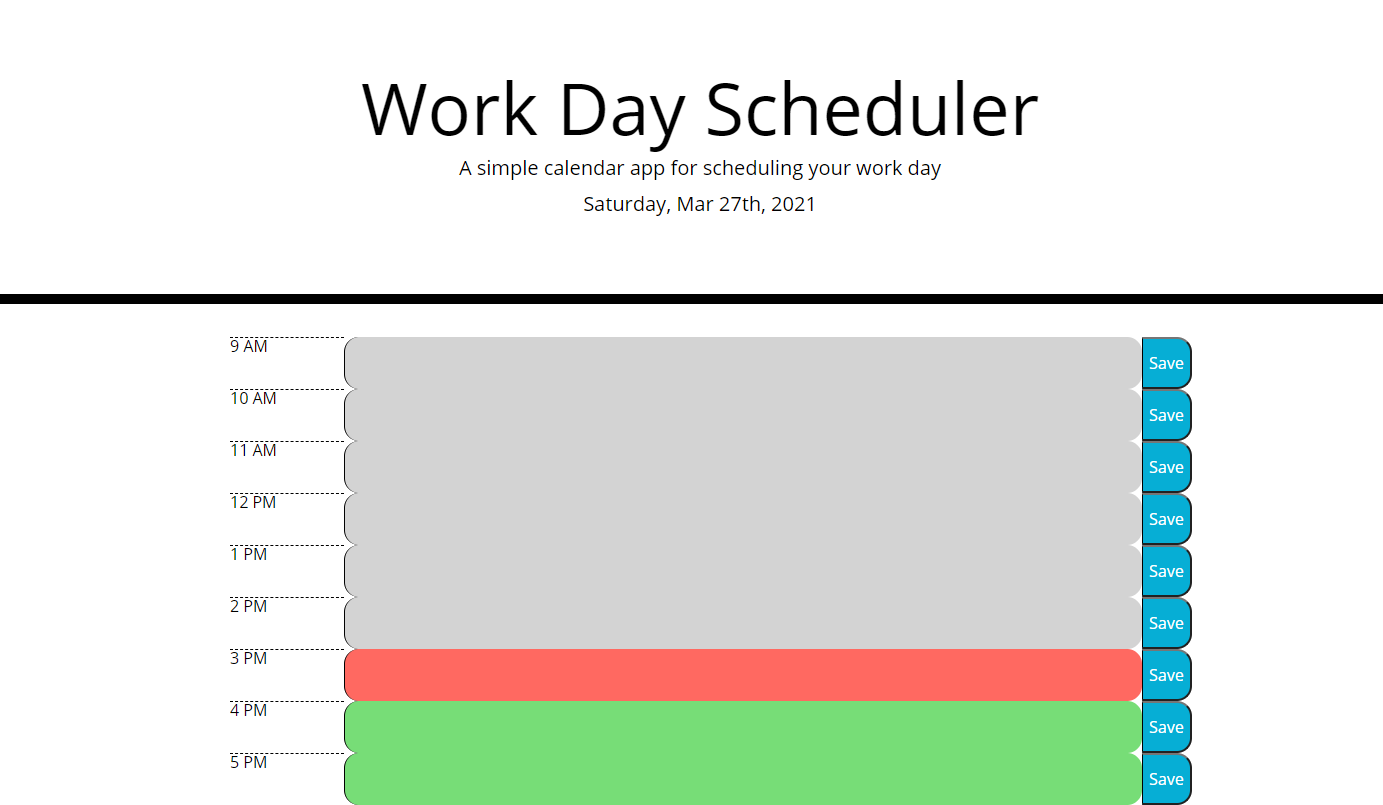 Work Day Scheduler
A simple calendar app for scheduling your work day
Saturday, Mar 27th, 2021
9 AM Save
10 AM Save
11 AM Save
12 PM Save
1 PM Save
2 PM Save
3 PM Save
4 PM Save
5 PM Save